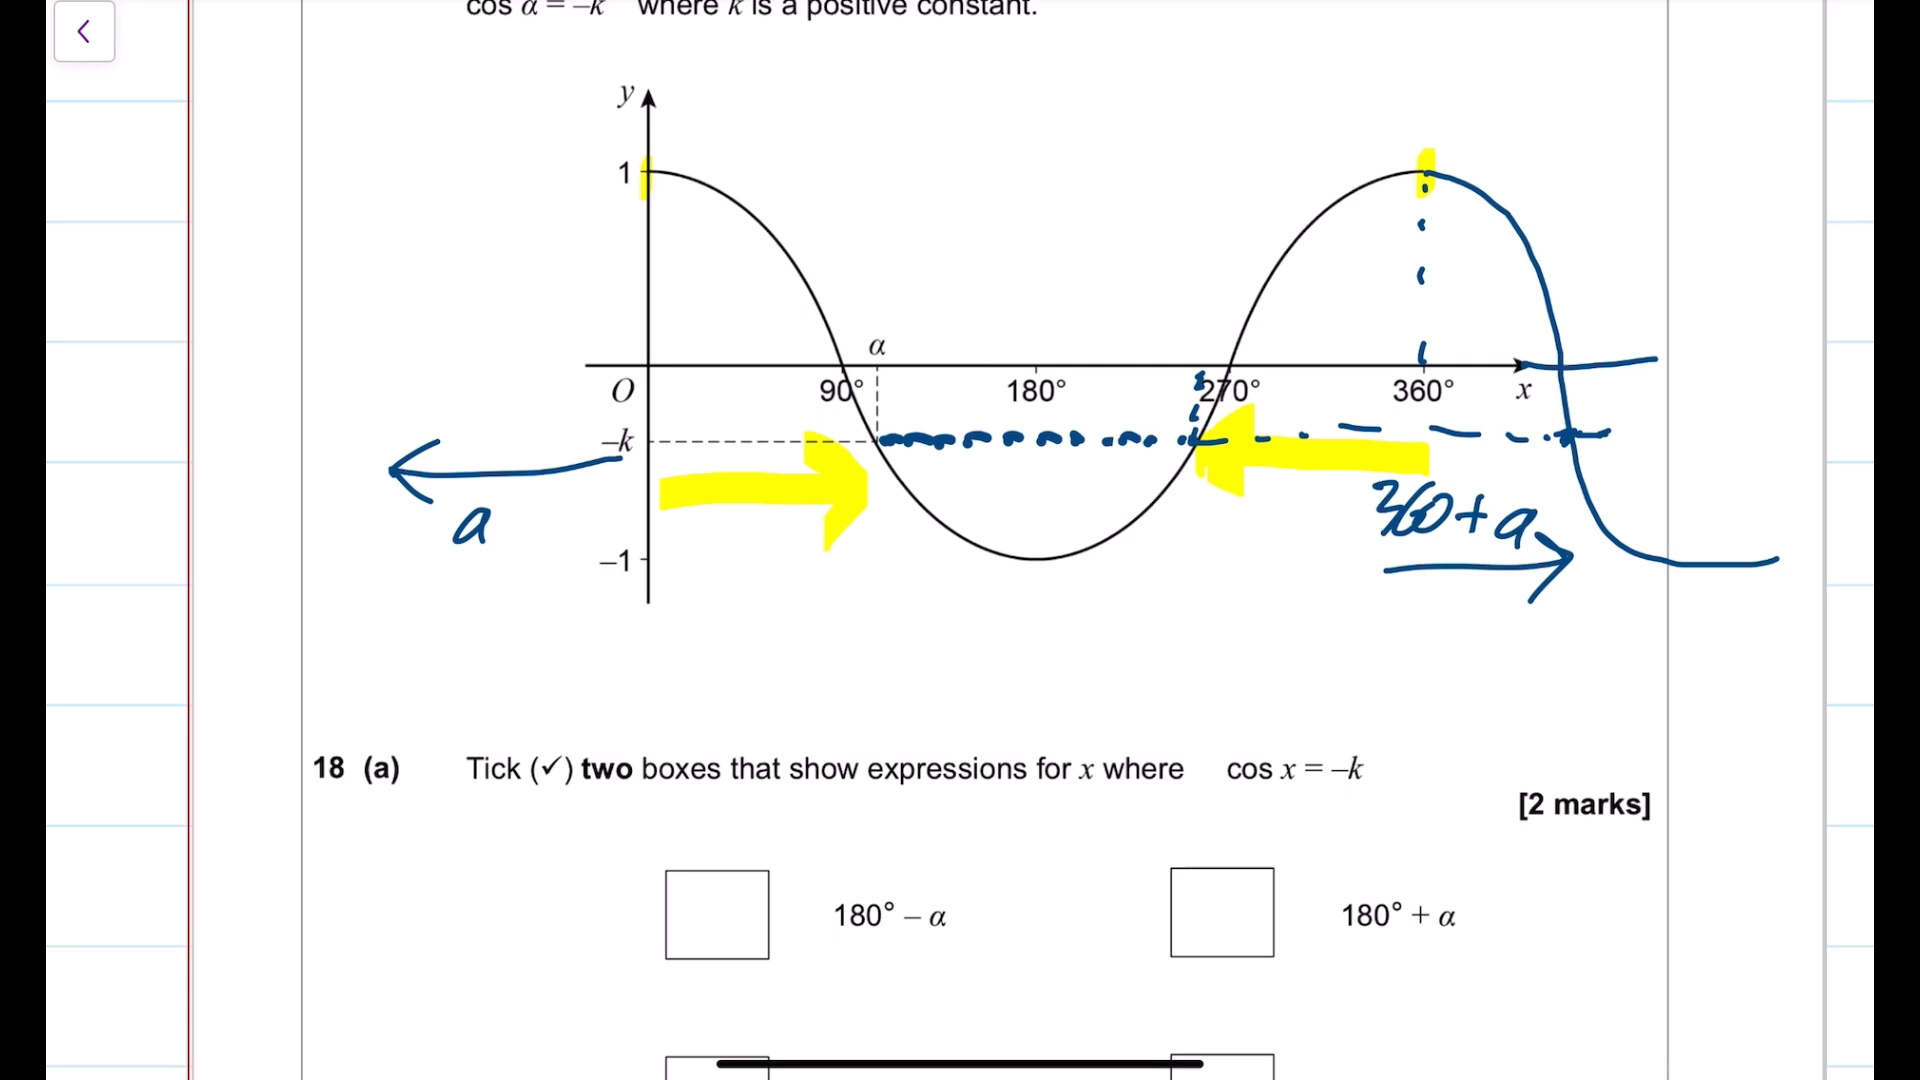 cos α = –k where k is a positive constant.
y
1
α
O 90° 180° 270° 360° x
–k
a
360+a
–1
18 (a) Tick (✓) two boxes that show expressions for x where cos x = –k
[2 marks]
180° – α 180° + α